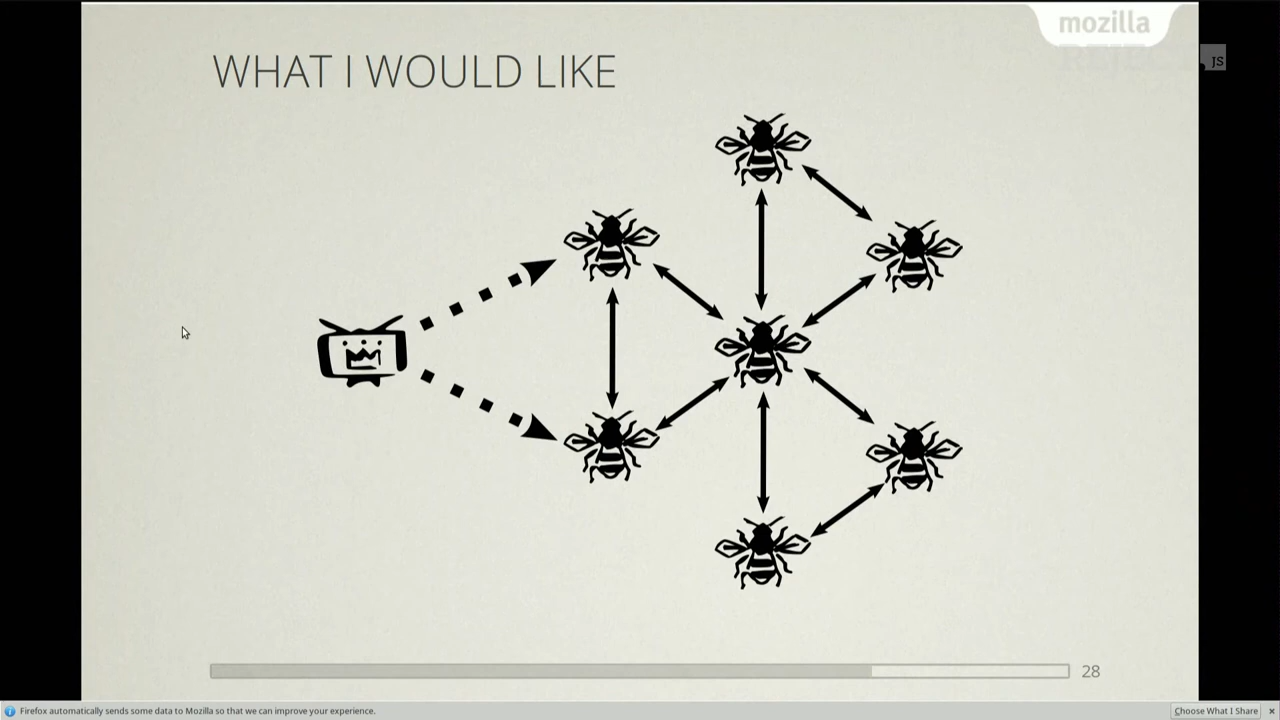 mozilla
WHAT I WOULD LIKE
JS
28
Firefox automatically sends some data to Mozilla so that we can improve your experience.
Choose What I Share ×